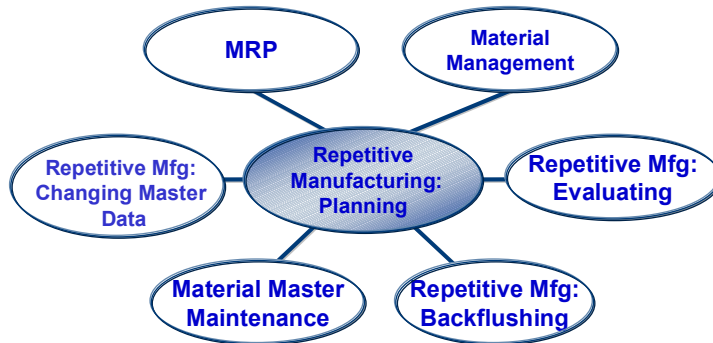 MRP
Material
Management
Repetitive Mfg:
Changing Master
Data
Repetitive
Manufacturing:
Planning
Repetitive Mfg:
Evaluating
Material Master
Maintenance
Repetitive Mfg:
Backflushing